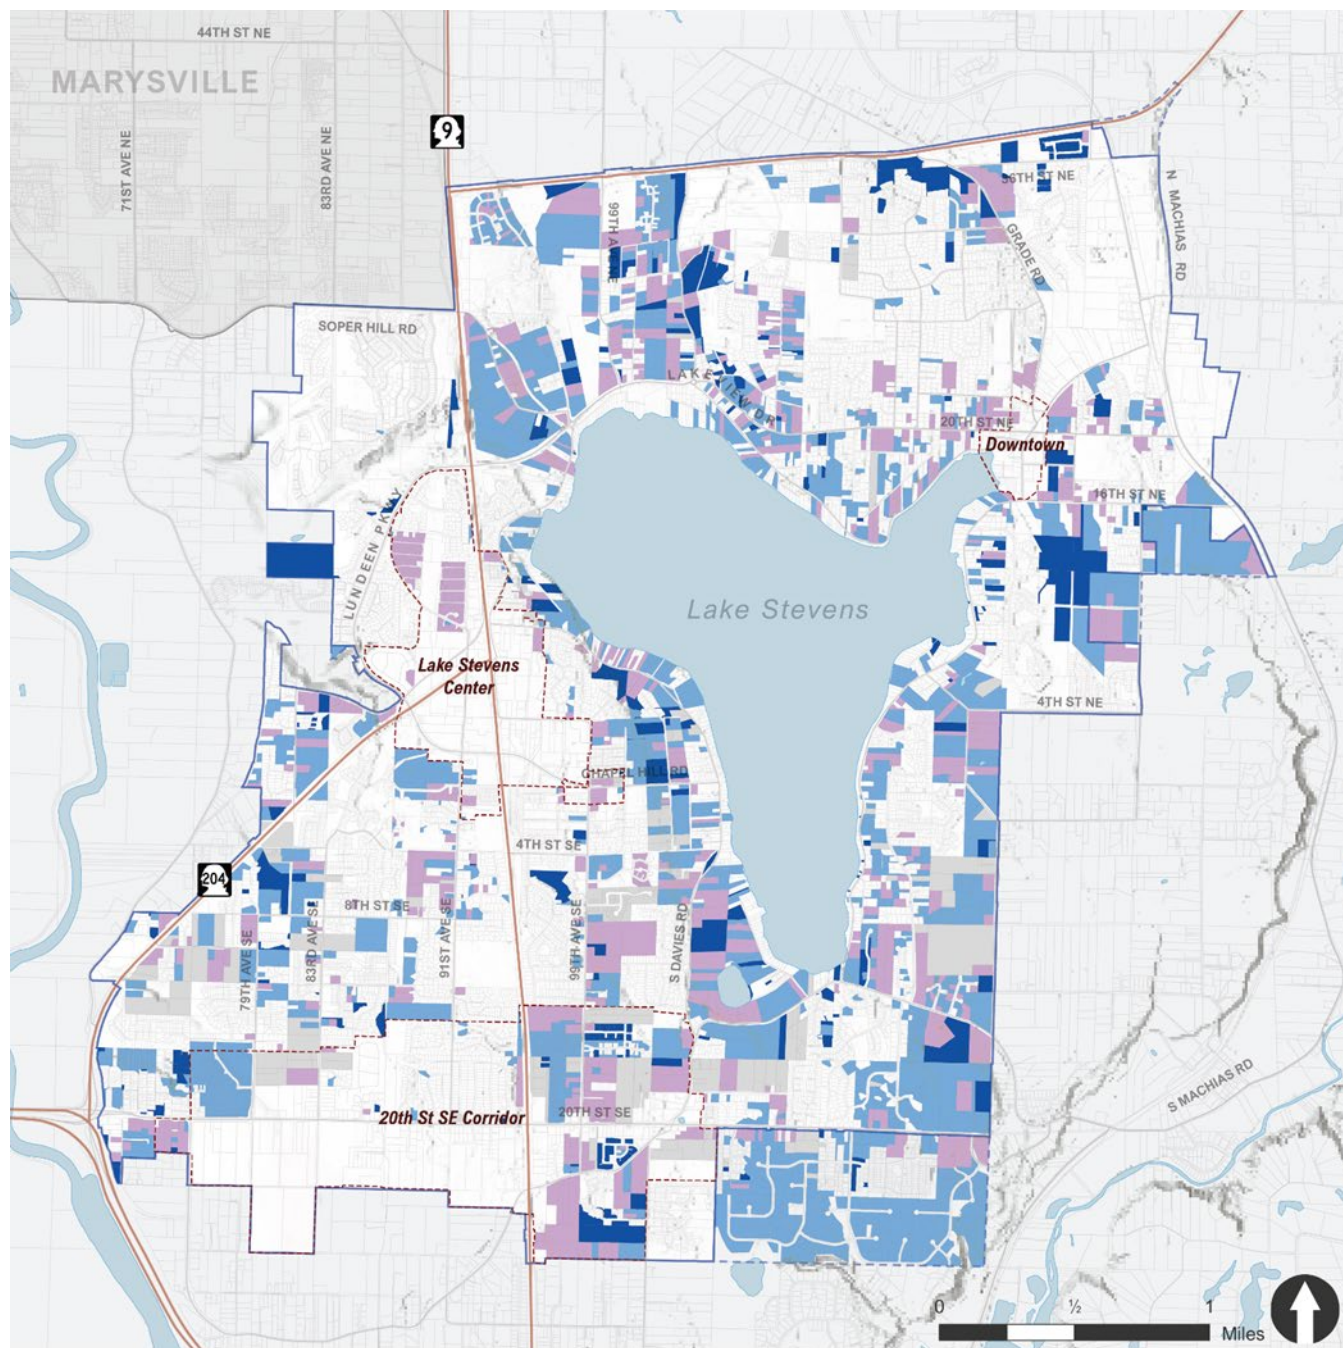 44TH ST NE
MARYSVILLE
9
71ST AVE NE
83RD AVE NE
36TH ST NE
N MACHIAS RD
99TH AVE NE
GRADE RD
SOPER HILL RD
LAKEVIEW DR
20TH ST NE
Downtown
16TH ST NE
LUNDEEN PKWY
Lake Stevens
Lake Stevens
Center
4TH ST NE
CHAPEL HILL RD
4TH ST SE
204
8TH ST SE
79TH AVE SE
83RD AVE SE
91ST AVE SE
99TH AVE SE
S DAVIES RD
S MACHIAS RD
20th St SE Corridor
20TH ST SE
0
½
1
Miles